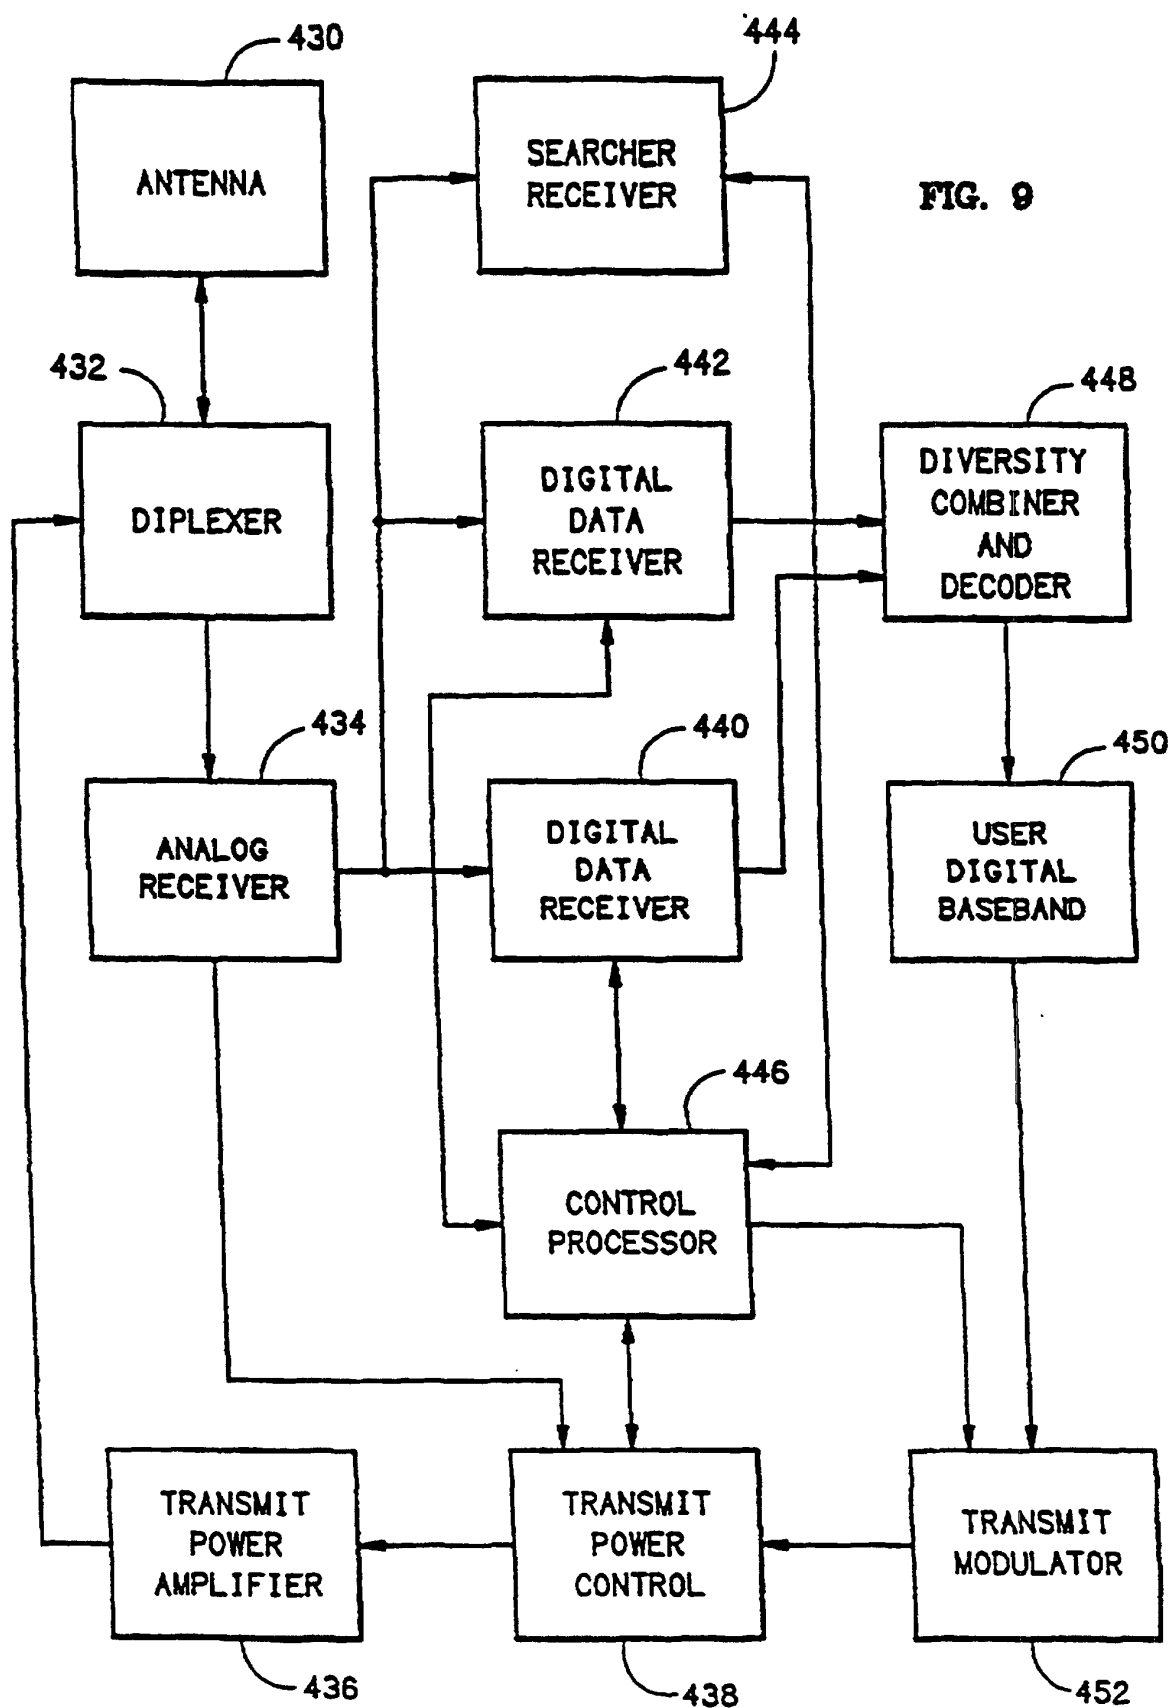 430
444
ANTENNA
SEARCHER
RECEIVER
FIG. 9
432
442
448
DIPLEXER
DIGITAL
DATA
RECEIVER
DIVERSITY
COMBINER
AND
DECODER
434
440
450
ANALOG
RECEIVER
DIGITAL
DATA
RECEIVER
USER
DIGITAL
BASEBAND
446
CONTROL
PROCESSOR
TRANSMIT
POWER
AMPLIFIER
TRANSMIT
POWER
CONTROL
TRANSMIT
MODULATOR
436
438
452